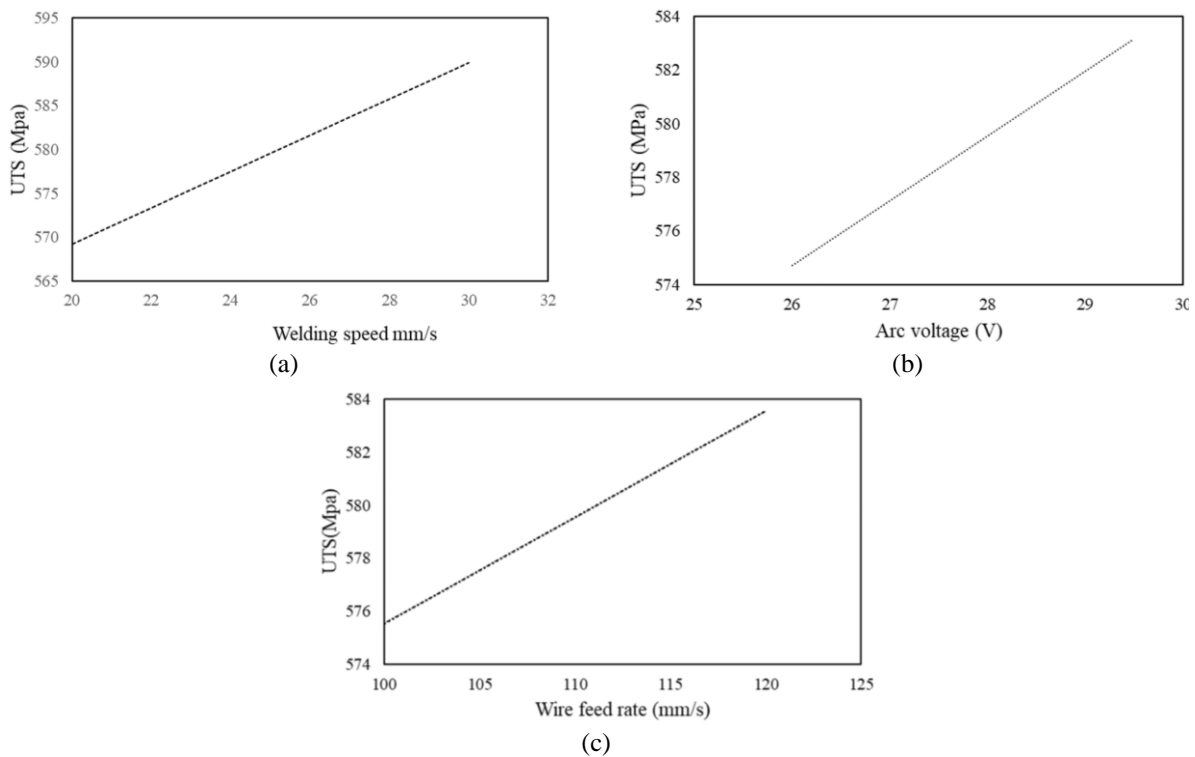 595
590
585
580
575
570
565
UTS (Mpa)
20 22 24 26 28 30 32
Welding speed mm/s
(a)
584
582
580
578
576
574
UTS (MPa)
25 26 27 28 29 30
Arc voltage (V)
(b)
584
582
580
578
576
574
UTS(Mpa)
100 105 110 115 120 125
Wire feed rate (mm/s)
(c)